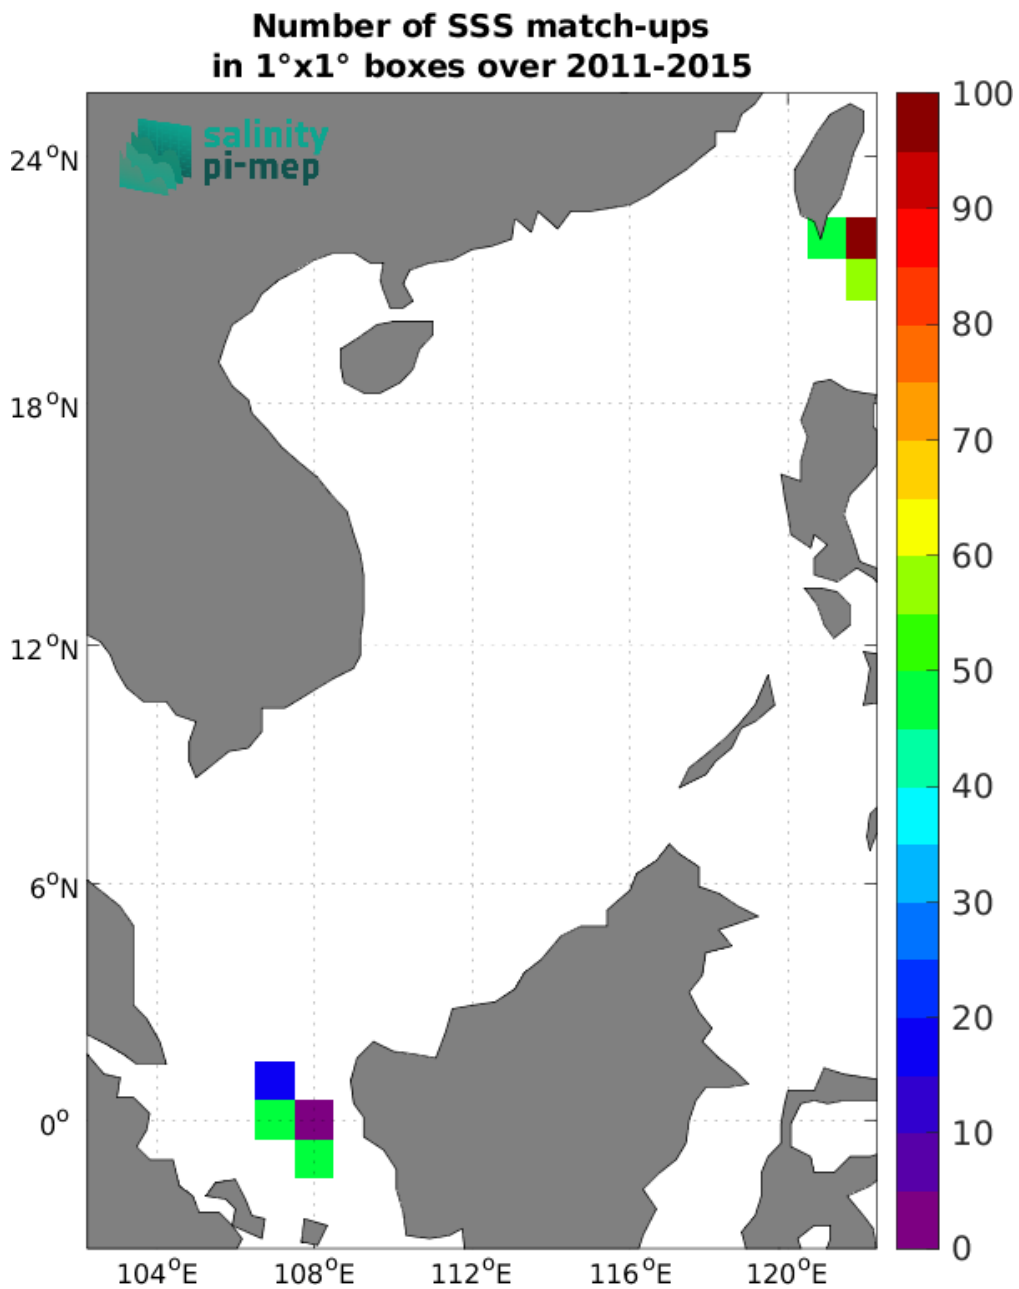 Number of SSS match-ups
in 1°x1° boxes over 2011-2015
salinity
pi-mep
24°N
18°N
12°N
6°N
0°
104°E 108°E 112°E 116°E 120°E
100
90
80
70
60
50
40
30
20
10
0